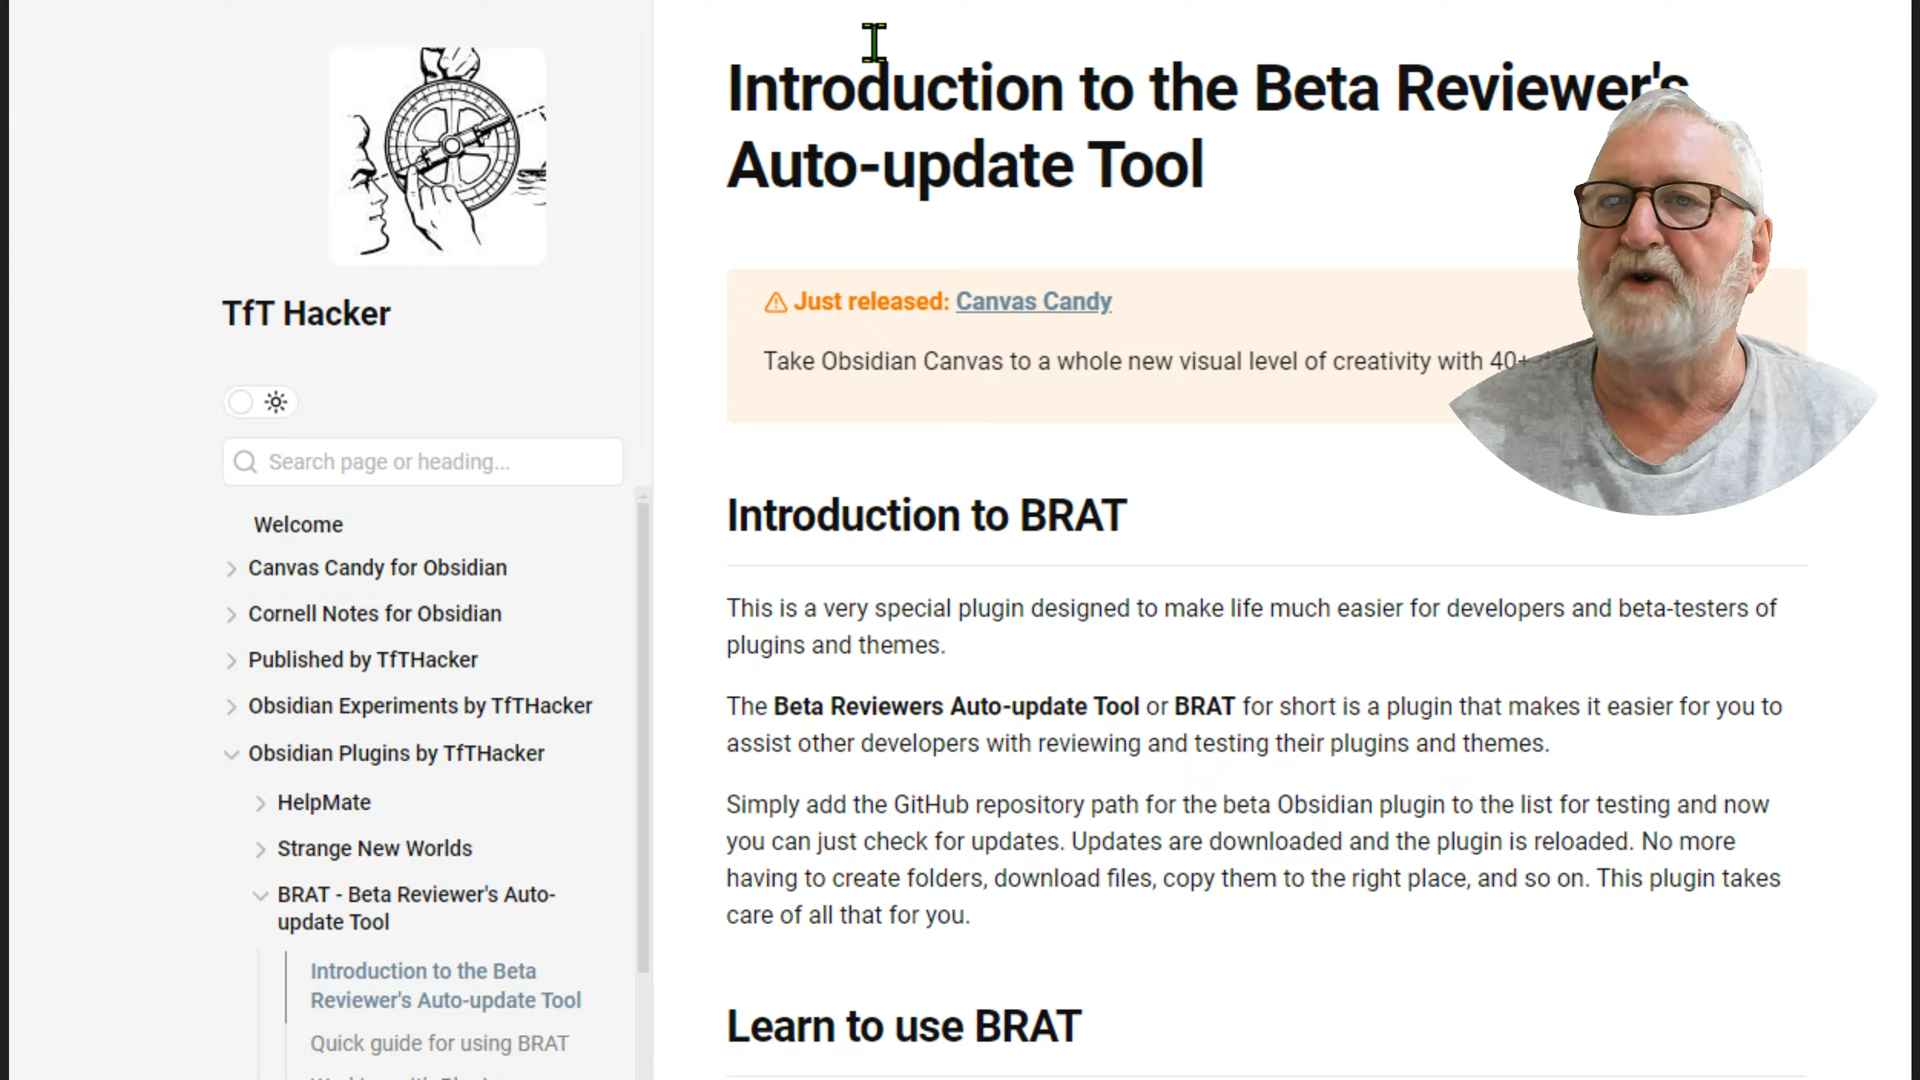 TfT Hacker
Search page or heading...
Welcome
Canvas Candy for Obsidian
Cornell Notes for Obsidian
Published by TfTHacker
Obsidian Experiments by TfTHacker
Obsidian Plugins by TfTHacker
HelpMate
Strange New Worlds
BRAT - Beta Reviewer's Auto-
update Tool
Introduction to the Beta
Reviewer's Auto-update Tool
Quick guide for using BRAT
Introduction to the Beta Reviewer's
Auto-update Tool
Just released: Canvas Candy
Take Obsidian Canvas to a whole new visual level of creativity with 40+
Introduction to BRAT
This is a very special plugin designed to make life much easier for developers and beta-testers of
plugins and themes.
The Beta Reviewers Auto-update Tool or BRAT for short is a plugin that makes it easier for you to
assist other developers with reviewing and testing their plugins and themes.
Simply add the GitHub repository path for the beta Obsidian plugin to the list for testing and now
you can just check for updates. Updates are downloaded and the plugin is reloaded. No more
having to create folders, download files, copy them to the right place, and so on. This plugin takes
care of all that for you.
Learn to use BRAT